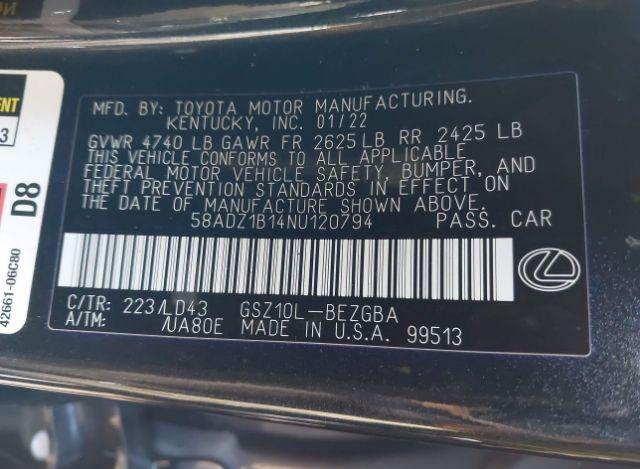 MFD. BY: TOYOTA MOTOR MANUFACTURING.
KENTUCKY, INC. 01/22
GVWR 4740 LB GAWR FR 2625 LB RR 2425 LB
THIS VEHICLE CONFORMS TO ALL APPLICABLE
FEDERAL MOTOR VEHICLE SAFETY, BUMPER, AND
THEFT PREVENTION STANDARDS IN EFFECT ON
THE DATE OF MANUFACTURE SHOWN ABOVE.
58ADZ1B14NU120794 PASS. CAR
C/TR: 223/LD43 GSZ10L-BEZGBA
A/TM: /UA80E MADE IN U.S.A. 99513
D8
42661-06C80